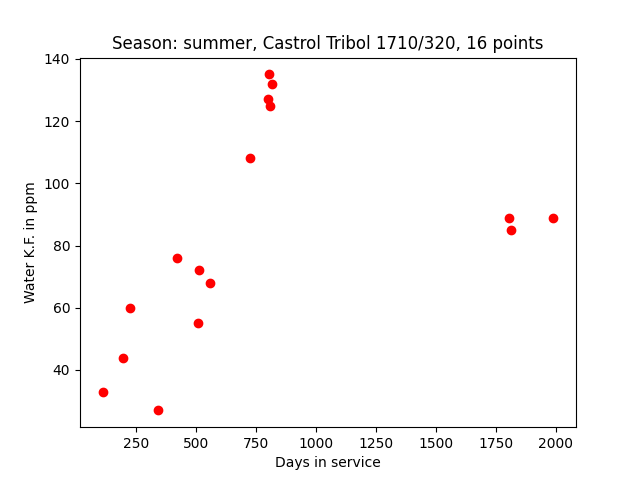 Season: summer, Castrol Tribol 1710/320, 16 points
140
120
100
80
60
40
Water K.F. in ppm
250 500 750 1000 1250 1500 1750 2000
Days in service